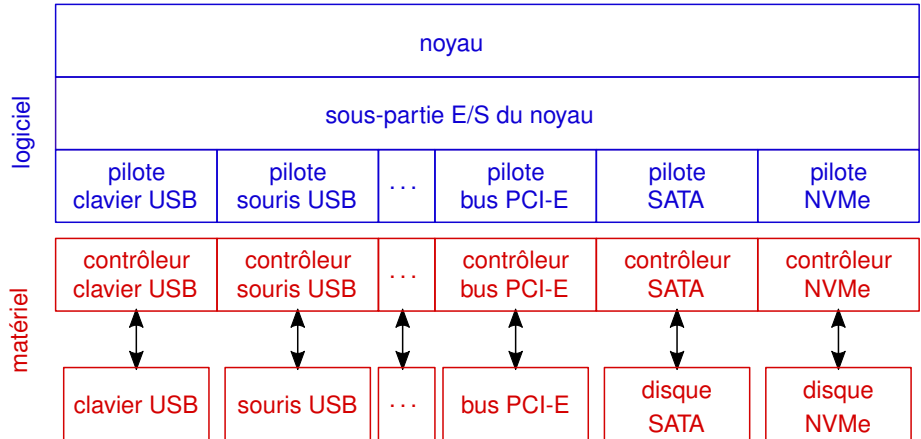 noyau
sous-partie E/S du noyau
logiciel
pilote pilote pilote pilote pilote
clavier USB souris USB ... bus PCI-E SATA NVMe
contrôleur contrôleur contrôleur contrôleur contrôleur
clavier USB souris USB ... bus PCI-E SATA NVMe
matériel
clavier USB souris USB ... bus PCI-E disque disque
SATA NVMe